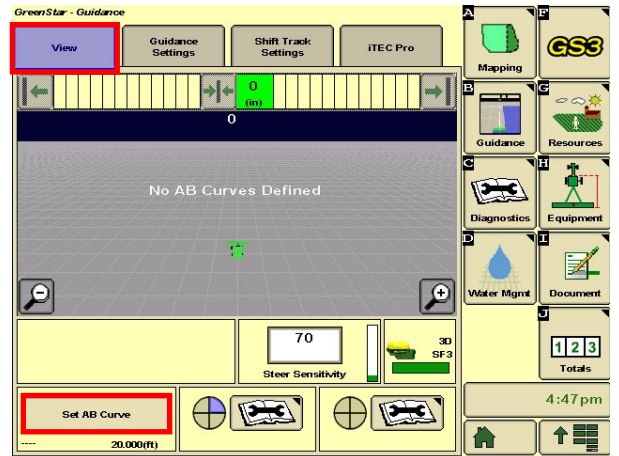 GreenStar - Guidance
View
Guidance
Settings
Shift Track
Settings
iTEC Pro
0
(in)
0
No AB Curves Defined
70
Steer Sensitivity
3D
SF3
Set AB Curve
----
20.000(ft)
A
Mapping
F
GS3
B
Guidance
G
Resources
C
Diagnostics
H
Equipment
D
Water Mgmt
I
Document
J
1 2 3
Totals
4:47pm